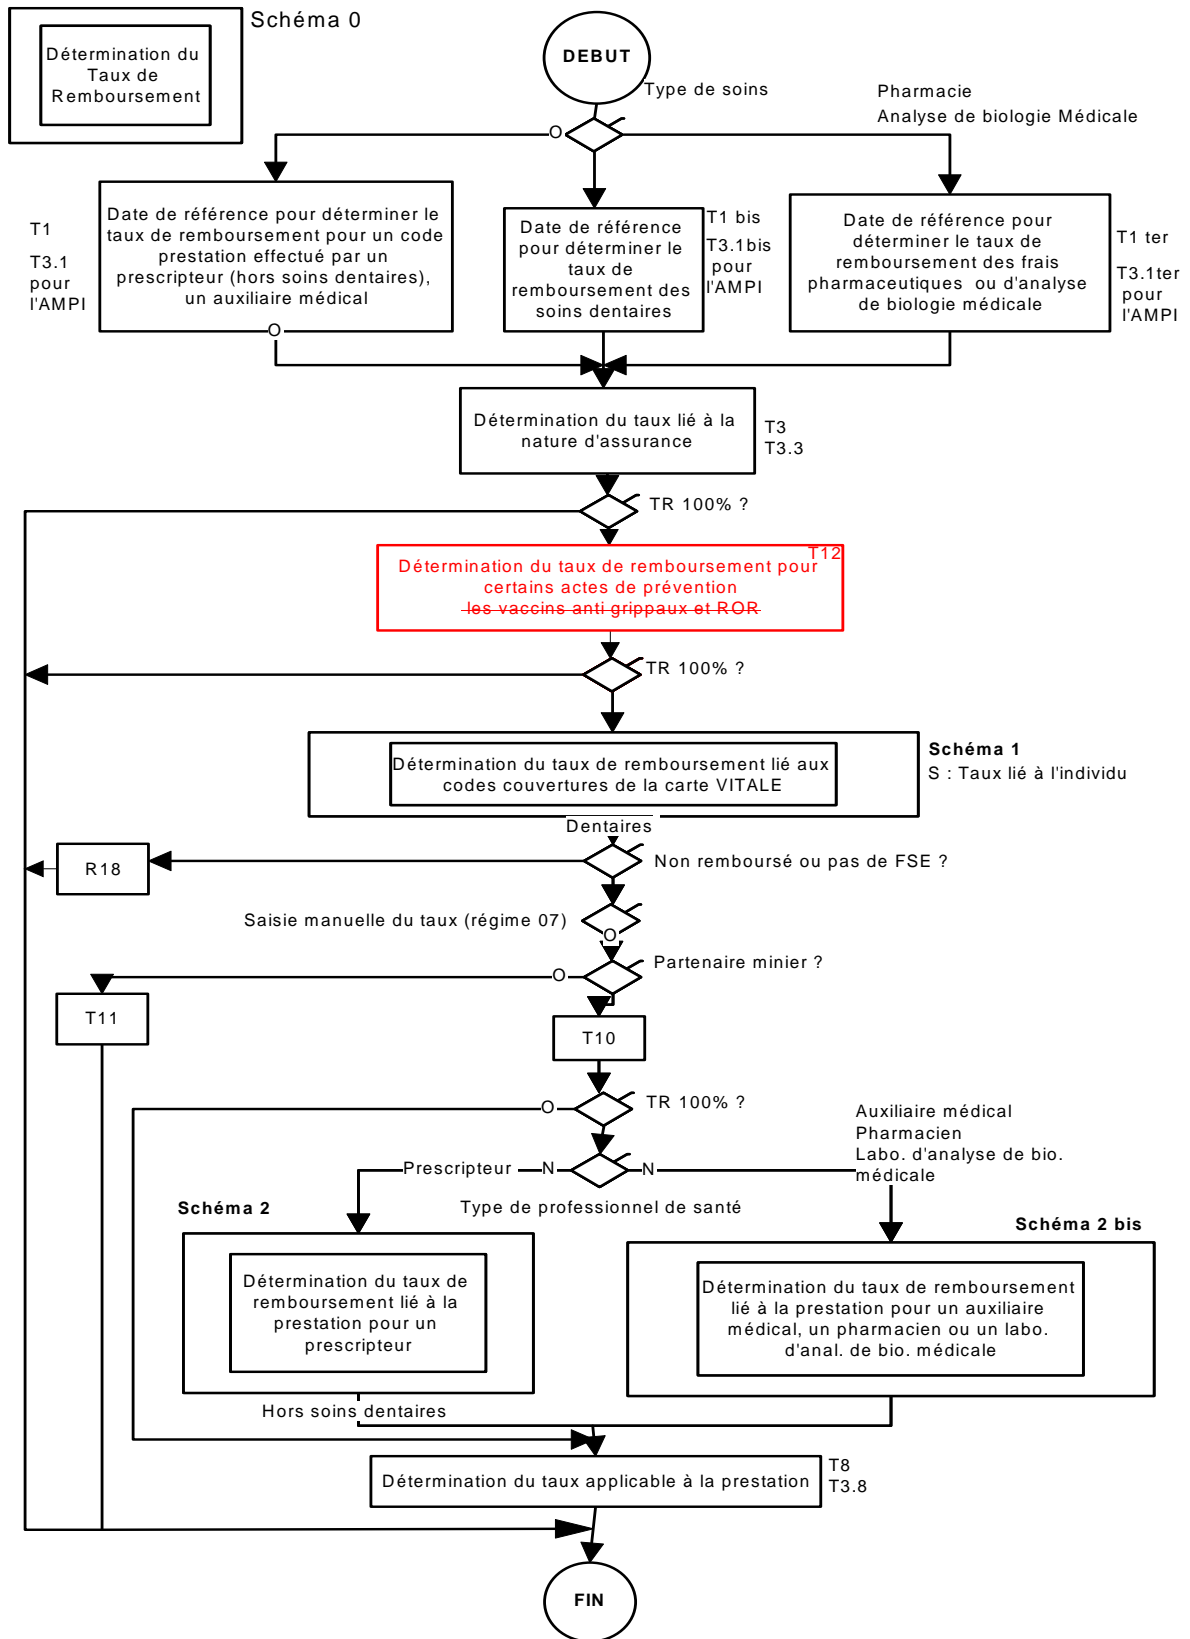 Schéma 0
Détermination du
Taux de
Remboursement
DEBUT
Type de soins
Pharmacie
Analyse de biologie Médicale
O
T1
T3.1
pour
l'AMPI
Date de référence pour déterminer le
taux de remboursement pour un code
prestation effectué par un
prescripteur (hors soins dentaires),
un auxiliaire médical
O
Date de référence
pour déterminer le
taux de
remboursement des
soins dentaires
T1 bis
T3.1bis
pour
l'AMPI
Date de référence pour
déterminer le taux de
remboursement des frais
pharmaceutiques ou d'analyse
de biologie médicale
T1 ter
T3.1ter
pour
l'AMPI
Détermination du taux lié à la
nature d'assurance
T3
T3.3
TR 100% ?
T12
Détermination du taux de remboursement pour
certains actes de prévention
les vaccins anti grippaux et ROR
TR 100% ?
Détermination du taux de remboursement lié aux
codes couvertures de la carte VITALE
Schéma 1
S : Taux lié à l'individu
Dentaires
Non remboursé ou pas de FSE ?
R18
Saisie manuelle du taux (régime 07)
O
Partenaire minier ?
O
T11
T10
TR 100% ?
O
Auxiliaire médical
Pharmacien
Labo. d'analyse de bio.
médicale
Prescripteur
N
N
Type de professionnel de santé
Schéma 2
Schéma 2 bis
Détermination du taux de
remboursement lié à la
prestation pour un
prescripteur
Détermination du taux de remboursement
lié à la prestation pour un auxiliaire
médical, un pharmacien ou un labo.
d'anal. de bio. médicale
Hors soins dentaires
Détermination du taux applicable à la prestation
T8
T3.8
FIN